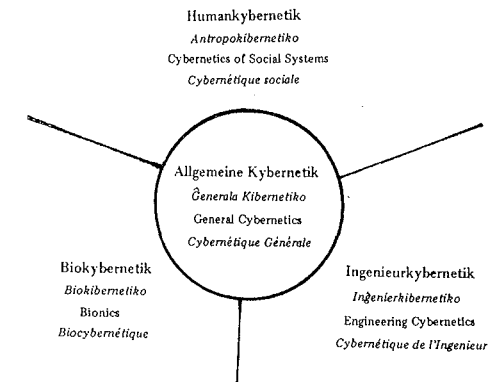 Humankybernetik
Antropokibernetiko
Cybernetics of Social Systems
Cybernétique sociale
Allgemeine Kybernetik
Ĝenerala Kibernetiko
General Cybernetics
Cybernétique Générale
Biokybernetik
Biokibernetiko
Bionics
Biocybernétique
Ingenieurkybernetik
Inĝenierkibernetiko
Engineering Cybernetics
Cybernétique de l'Ingenieur